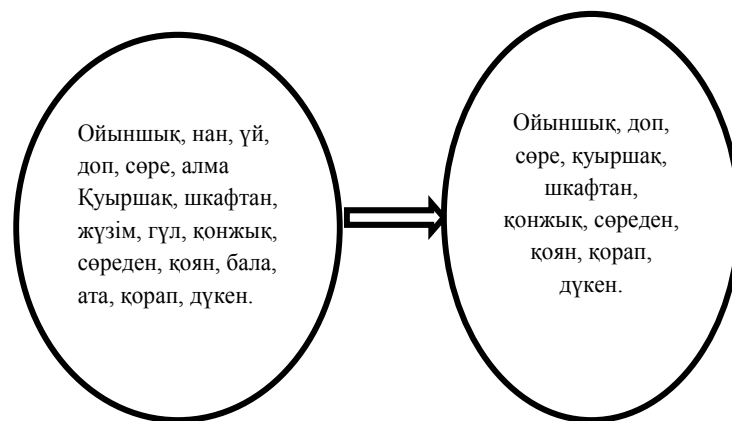 Ойыншық, нан, үй,
доп, сөре, алма
Қуыршақ, шкафтан,
жүзім, гүл, қонжық,
сөреден, қоян, бала,
ата, қорап, дүкен.
Ойыншық, доп,
сөре, қуыршақ,
шкафтан,
қонжық, сөреден,
қоян, қорап,
дүкен.